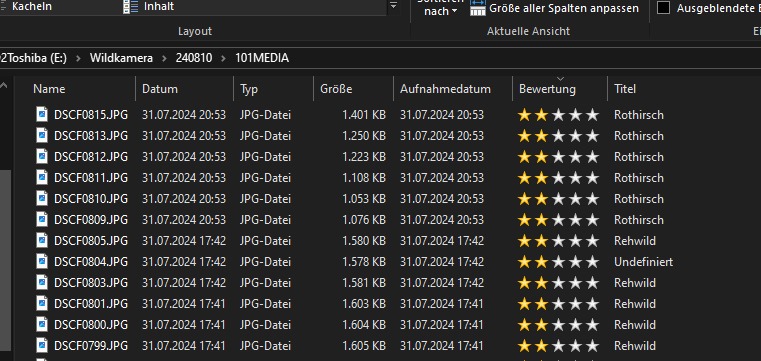 Kacheln Inhalt Sortieren Größe aller Spalten anpassen Ausgeblendete
nach
Layout Aktuelle Ansicht
Toshiba (E:) > Wildkamera > 240810 > 101MEDIA
Name Datum Typ Größe Aufnahmedatum Bewertung Titel
DSCF0815.JPG 31.07.2024 20:53 JPG-Datei 1.401 KB 31.07.2024 20:53 Rothirsch
DSCF0813.JPG 31.07.2024 20:53 JPG-Datei 1.250 KB 31.07.2024 20:53 Rothirsch
DSCF0812.JPG 31.07.2024 20:53 JPG-Datei 1.223 KB 31.07.2024 20:53 Rothirsch
DSCF0811.JPG 31.07.2024 20:53 JPG-Datei 1.108 KB 31.07.2024 20:53 Rothirsch
DSCF0810.JPG 31.07.2024 20:53 JPG-Datei 1.053 KB 31.07.2024 20:53 Rothirsch
DSCF0809.JPG 31.07.2024 20:53 JPG-Datei 1.076 KB 31.07.2024 20:53 Rothirsch
DSCF0805.JPG 31.07.2024 17:42 JPG-Datei 1.580 KB 31.07.2024 17:42 Rehwild
DSCF0804.JPG 31.07.2024 17:42 JPG-Datei 1.578 KB 31.07.2024 17:42 Undefiniert
DSCF0803.JPG 31.07.2024 17:42 JPG-Datei 1.581 KB 31.07.2024 17:42 Rehwild
DSCF0801.JPG 31.07.2024 17:41 JPG-Datei 1.603 KB 31.07.2024 17:41 Rehwild
DSCF0800.JPG 31.07.2024 17:41 JPG-Datei 1.604 KB 31.07.2024 17:41 Rehwild
DSCF0799.JPG 31.07.2024 17:41 JPG-Datei 1.605 KB 31.07.2024 17:41 Rehwild